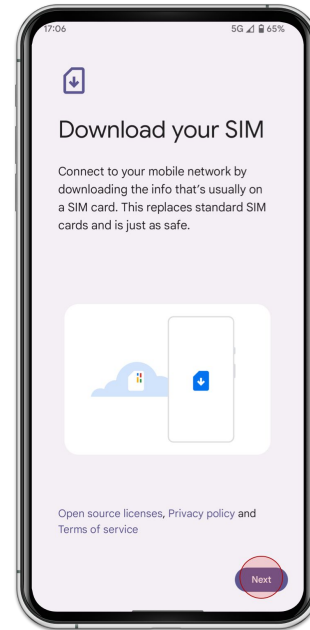 17:06 5G 65%
Download your SIM
Connect to your mobile network by
downloading the info that's usually on
a SIM card. This replaces standard SIM
cards and is just as safe.
Open source licenses, Privacy policy and
Terms of service
Next